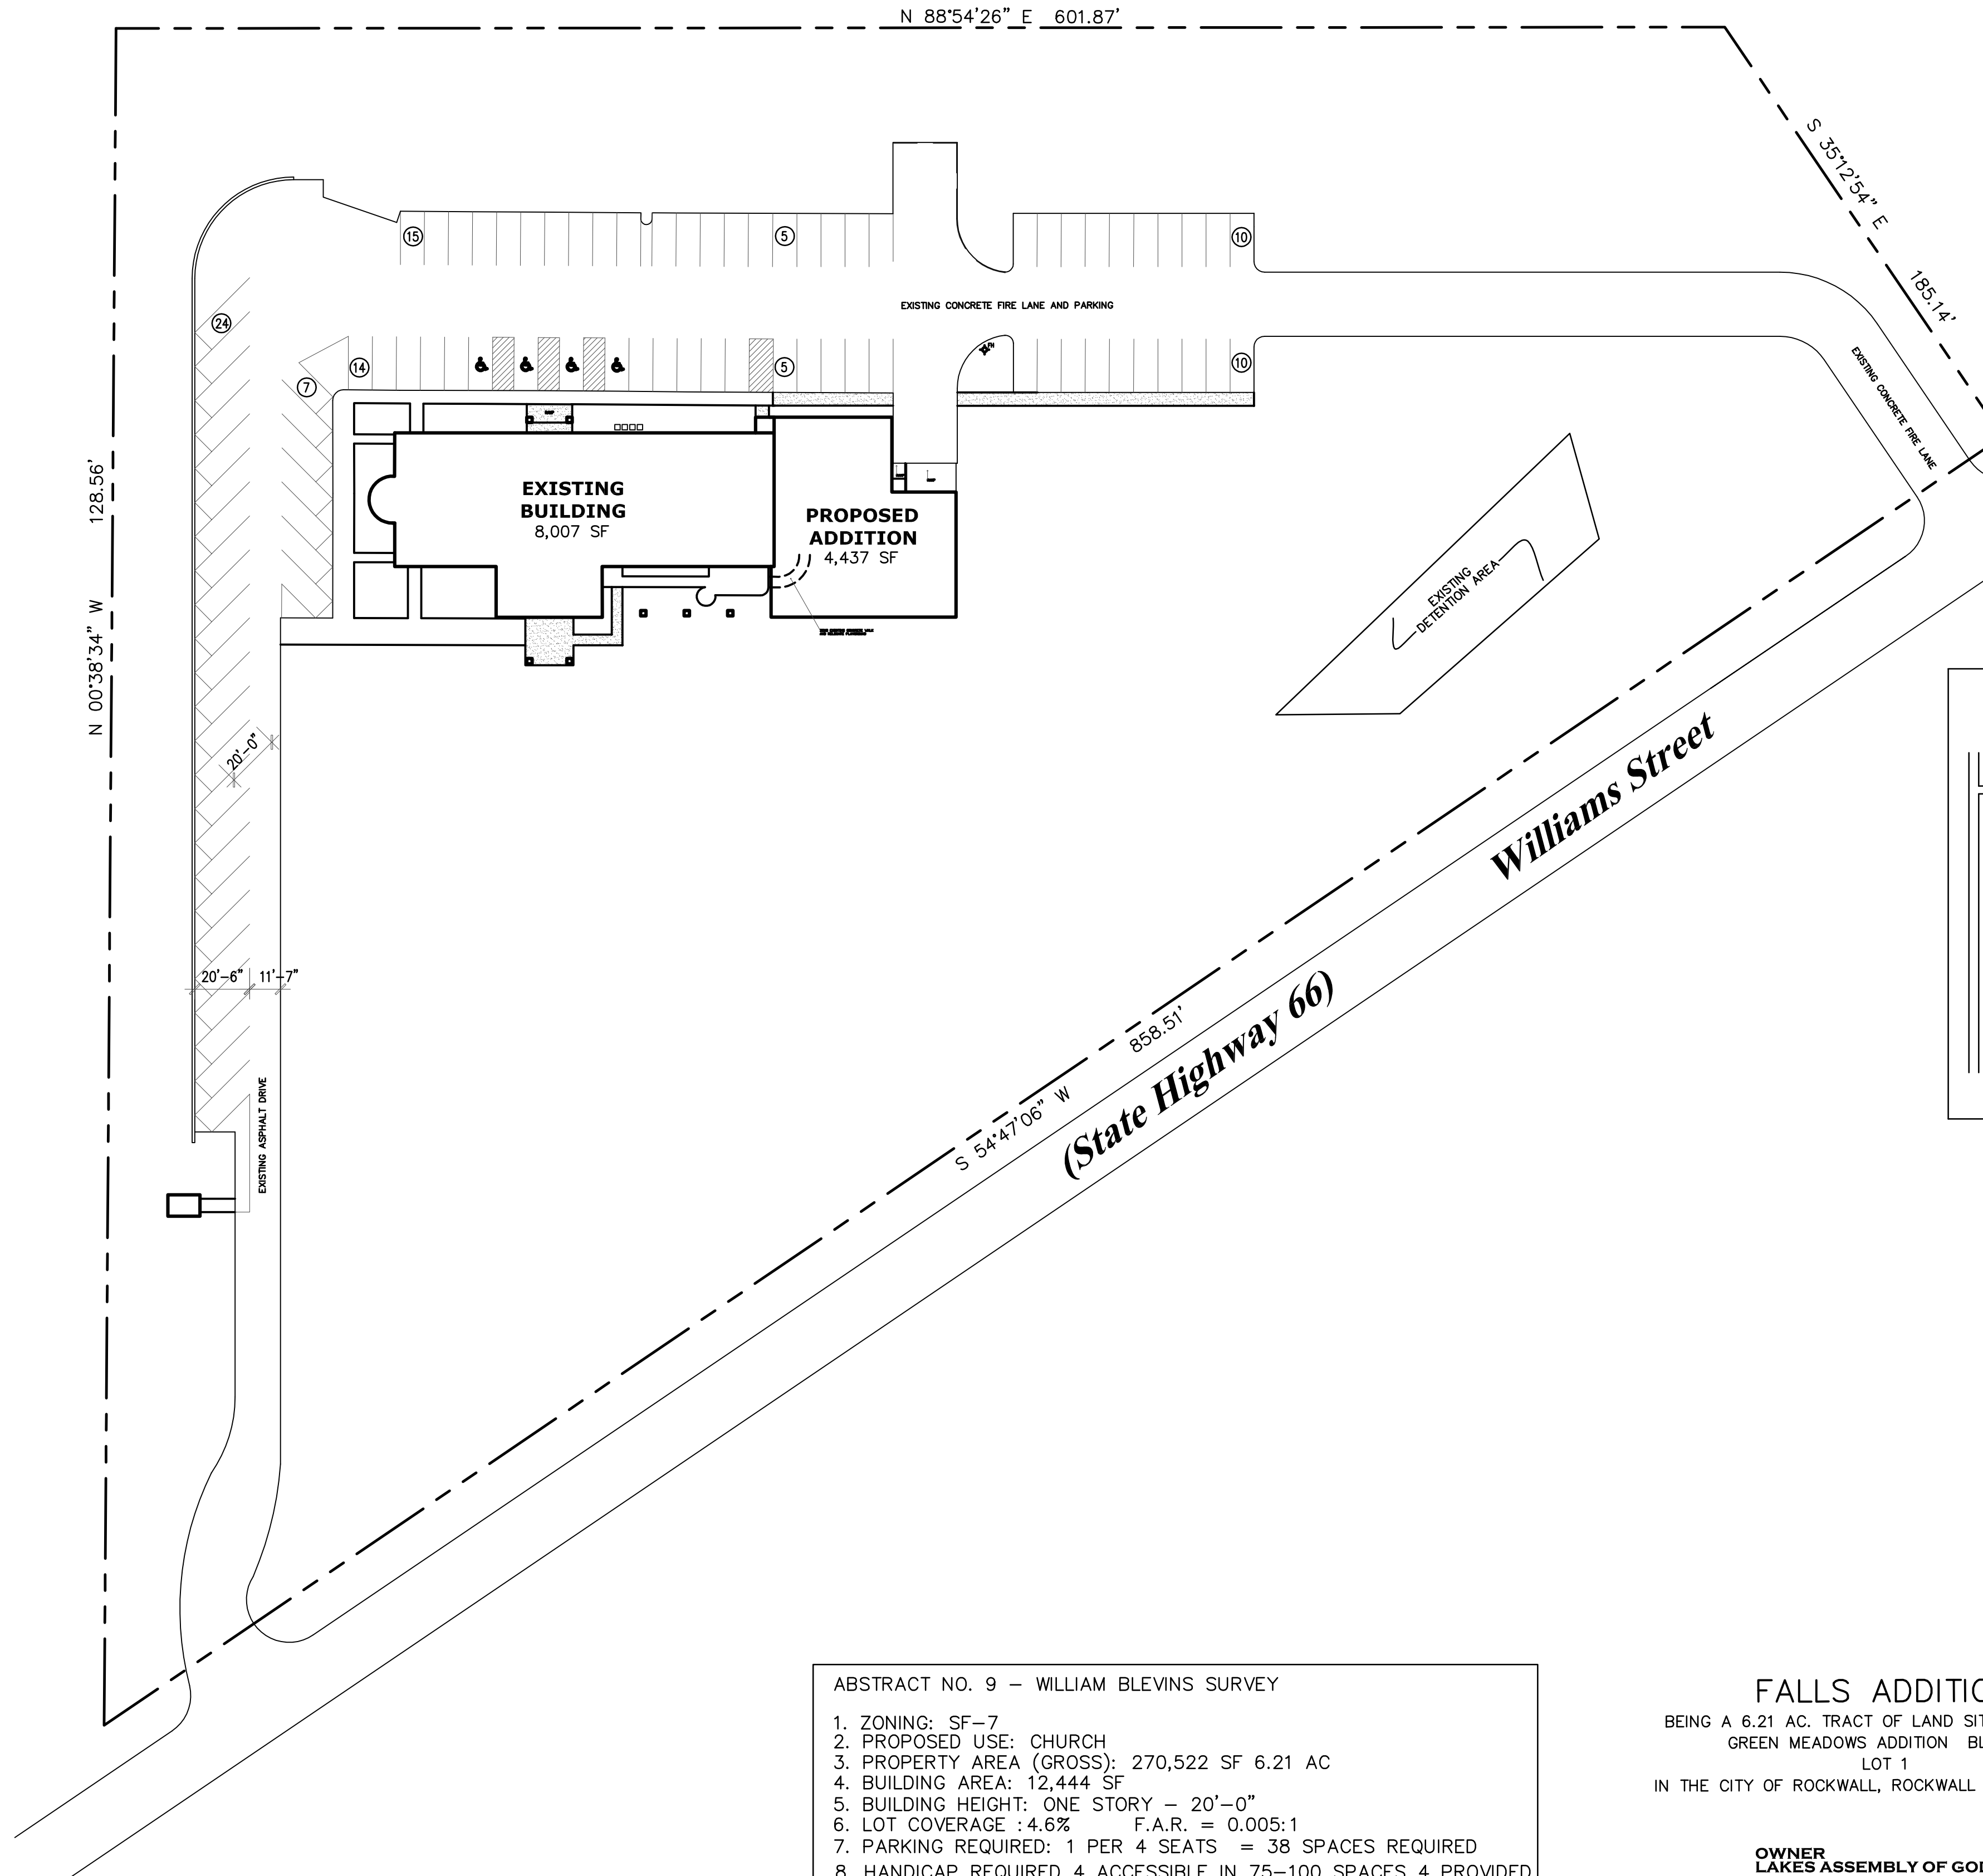 N 88°54'26" E 601.87'
S 35°12'54" E
185.14'
N 00°38'34" W 128.56'
15
5
10
24
EXISTING CONCRETE FIRE LANE AND PARKING
FH
14
7
5
10
EXISTING CONCRETE FIRE LANE
EXISTING
BUILDING
8,007 SF
PROPOSED
ADDITION
4,437 SF
EXISTING
DETENTION AREA
20'-0"
20'-6" 11'-7"
EXISTING ASPHALT DRIVE
Williams Street
(State Highway 66)
S 54°47'06" W
858.51'
ABSTRACT NO. 9 – WILLIAM BLEVINS SURVEY
1. ZONING: SF-7
2. PROPOSED USE: CHURCH
3. PROPERTY AREA (GROSS): 270,522 SF 6.21 AC
4. BUILDING AREA: 12,444 SF
5. BUILDING HEIGHT: ONE STORY – 20'-0"
6. LOT COVERAGE : 4.6% F.A.R. = 0.005:1
7. PARKING REQUIRED: 1 PER 4 SEATS = 38 SPACES REQUIRED
8. HANDICAP REQUIRED 4 ACCESSIBLE IN 75-100 SPACES 4 PROVIDED
FALLS ADDITIO
BEING A 6.21 AC. TRACT OF LAND SIT
GREEN MEADOWS ADDITION BL
LOT 1
IN THE CITY OF ROCKWALL, ROCKWALL
OWNER
LAKES ASSEMBLY OF GO